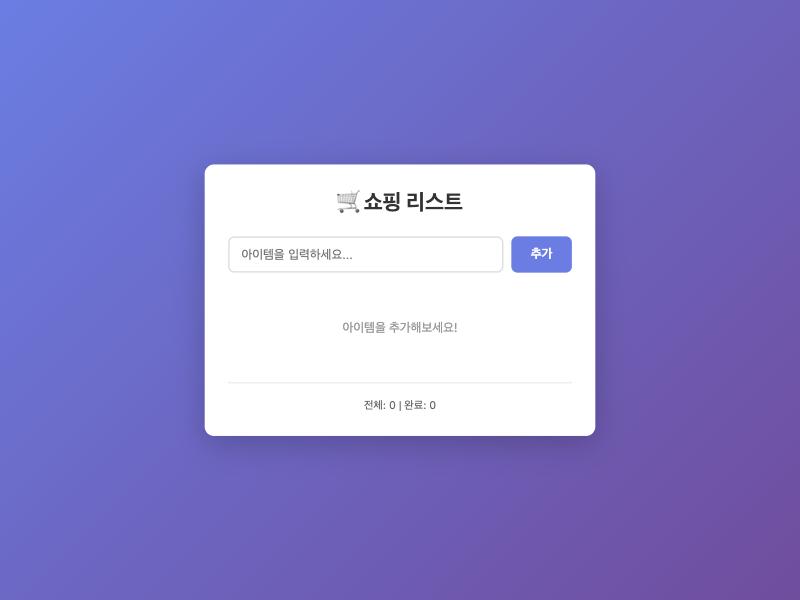 🛒 쇼핑 리스트
아이템을 입력하세요...
추가
아이템을 추가해보세요!
전체: 0 | 완료: 0